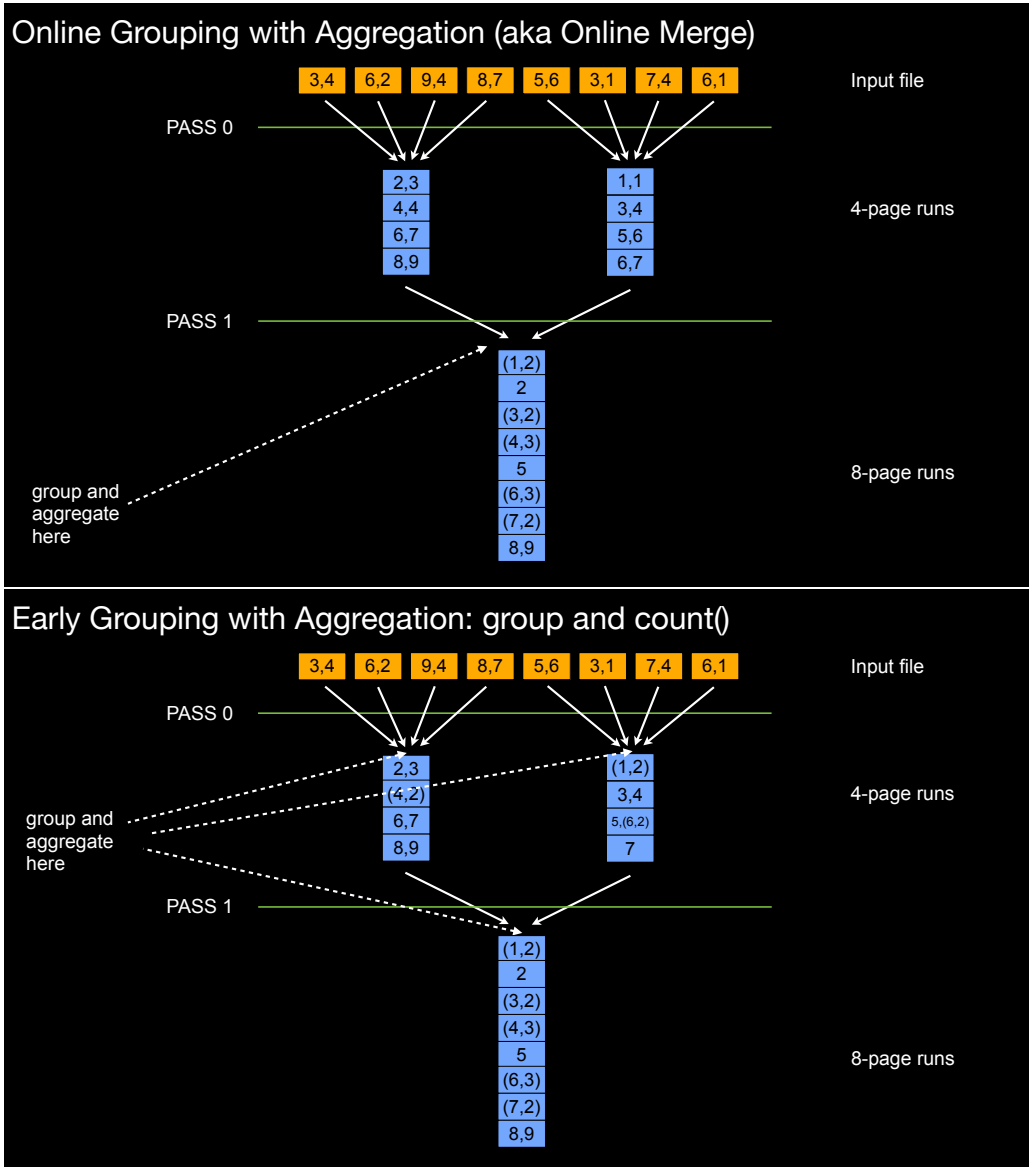 Online Grouping with Aggregation (aka Online Merge)
3,4 6,2 9,4 8,7 5,6 3,1 7,4 6,1 Input file
PASS 0
2,3 1,1
4,4 3,4 4-page runs
6,7 5,6
8,9 6,7
PASS 1
(1,2)
2
(3,2)
(4,3)
5 8-page runs
group and (6,3)
aggregate (7,2)
here 8,9
Early Grouping with Aggregation: group and count()
3,4 6,2 9,4 8,7 5,6 3,1 7,4 6,1 Input file
PASS 0
2,3 (1,2)
(4,2) 3,4 4-page runs
group and 6,7 5,(6,2)
aggregate 8,9 7
here
PASS 1
(1,2)
2
(3,2)
(4,3)
5 8-page runs
(6,3)
(7,2)
8,9